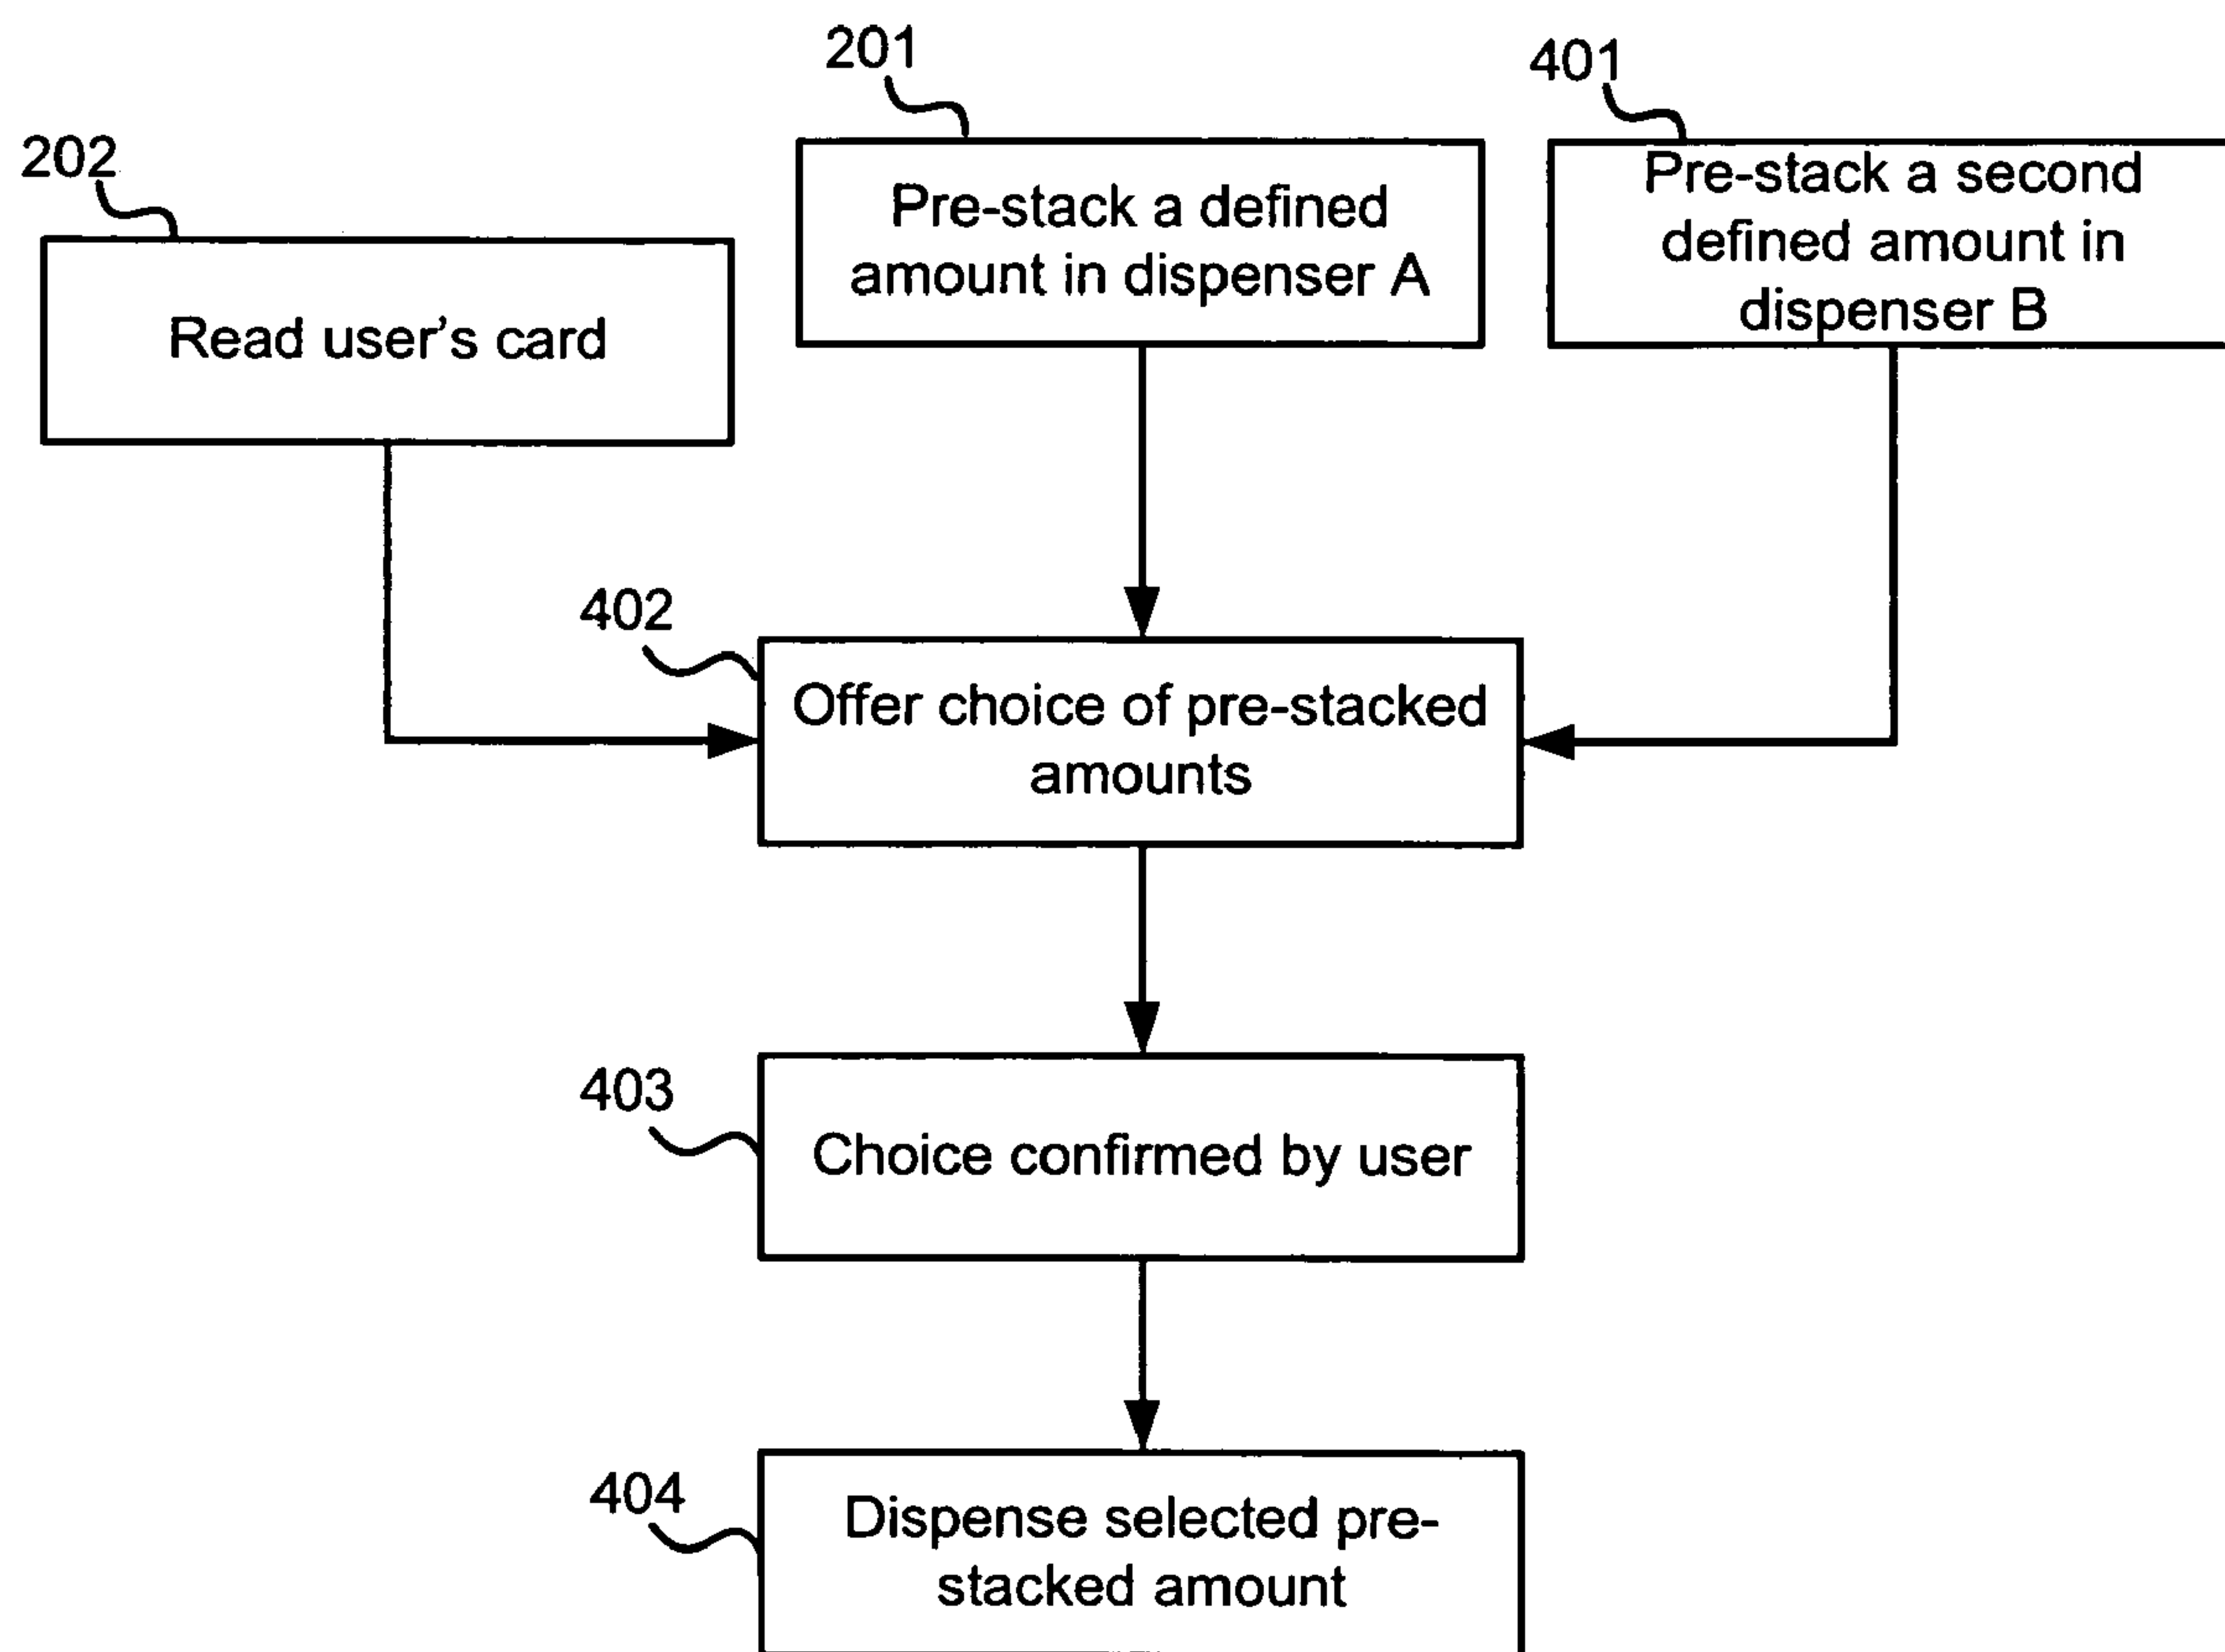 201
401
202
Pre-stack a defined
amount in dispenser A
Pre-stack a second
defined amount in
dispenser B
Read user's card
402
Offer choice of pre-stacked
amounts
403
Choice confirmed by user
404
Dispense selected pre-
stacked amount